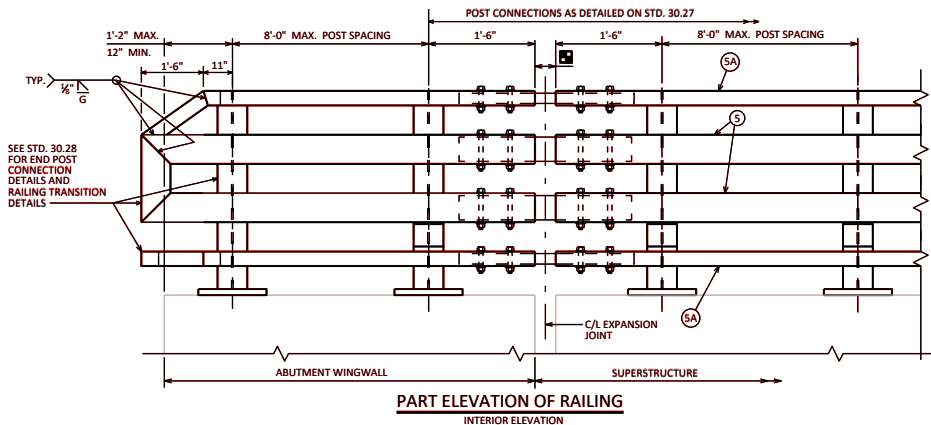 POST CONNECTIONS AS DETAILED ON STD. 30.27
1'-2" MAX.
12" MIN.
8'-0" MAX. POST SPACING
1'-6"
1'-6"
8'-0" MAX. POST SPACING
1'-6"
11"
TYP.
⅛"
G
5A
5
SEE STD. 30.28
FOR END POST
CONNECTION
DETAILS AND
RAILING TRANSITION
DETAILS
5A
C/L EXPANSION
JOINT
ABUTMENT WINGWALL
SUPERSTRUCTURE
PART ELEVATION OF RAILING
INTERIOR ELEVATION